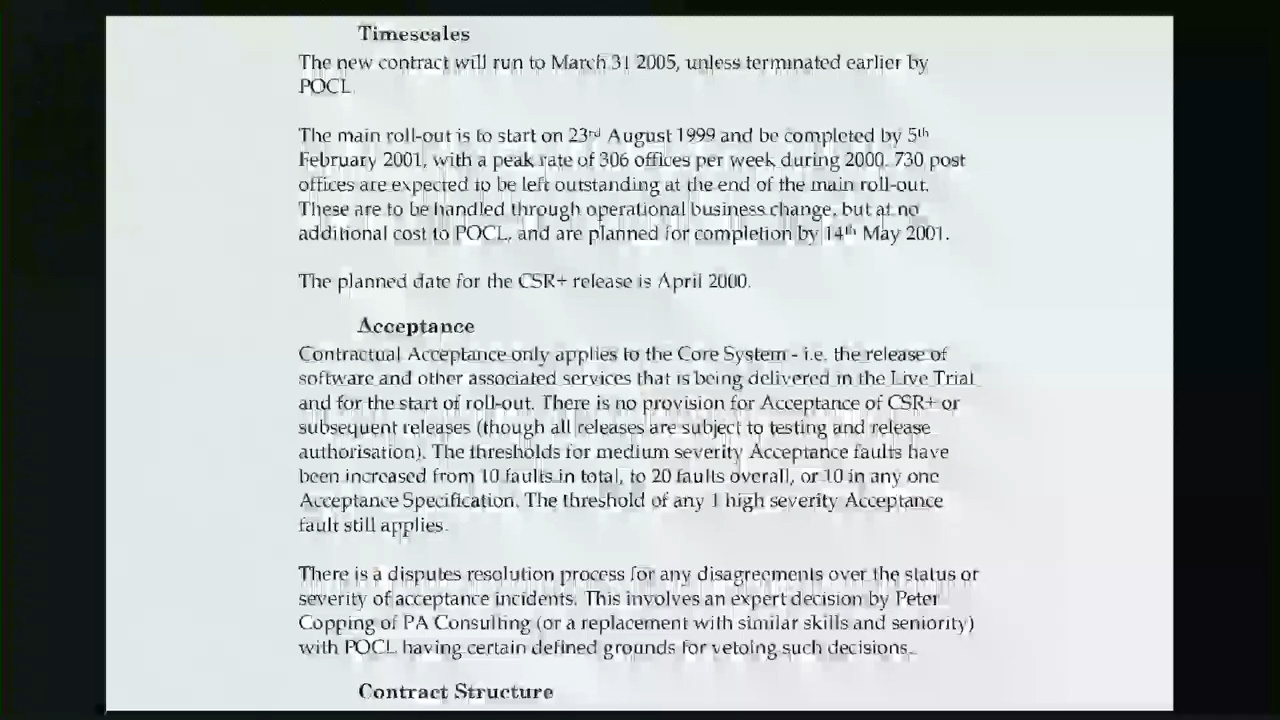 Timescales
The new contract will run to March 31 2005, unless terminated earlier by
POCL
The main roll-out is to start on 23rd August 1999 and be completed by 5th
February 2001, with a peak rate of 306 offices per week during 2000. 730 post
offices are expected to be left outstanding at the end of the main roll-out.
These are to be handled through operational business change, but at no
additional cost to POCL, and are planned for completion by 14th May 2001.
The planned date for the CSR+ release is April 2000.
Acceptance
Contractual Acceptance only applies to the Core System - i.e. the release of
software and other associated services that is being delivered in the Live Trial
and for the start of roll-out. There is no provision for Acceptance of CSR+ or
subsequent releases (though all releases are subject to testing and release
authorisation). The thresholds for medium severity Acceptance faults have
been increased from 10 faults in total, to 20 faults overall, or 10 in any one
Acceptance Specification. The threshold of any 1 high severity Acceptance
fault still applies.
There is a disputes resolution process for any disagreements over the status or
severity of acceptance incidents. This involves an expert decision by Peter
Copping of PA Consulting (or a replacement with similar skills and seniority)
with POCL having certain defined grounds for vetoing such decisions.
Contract Structure